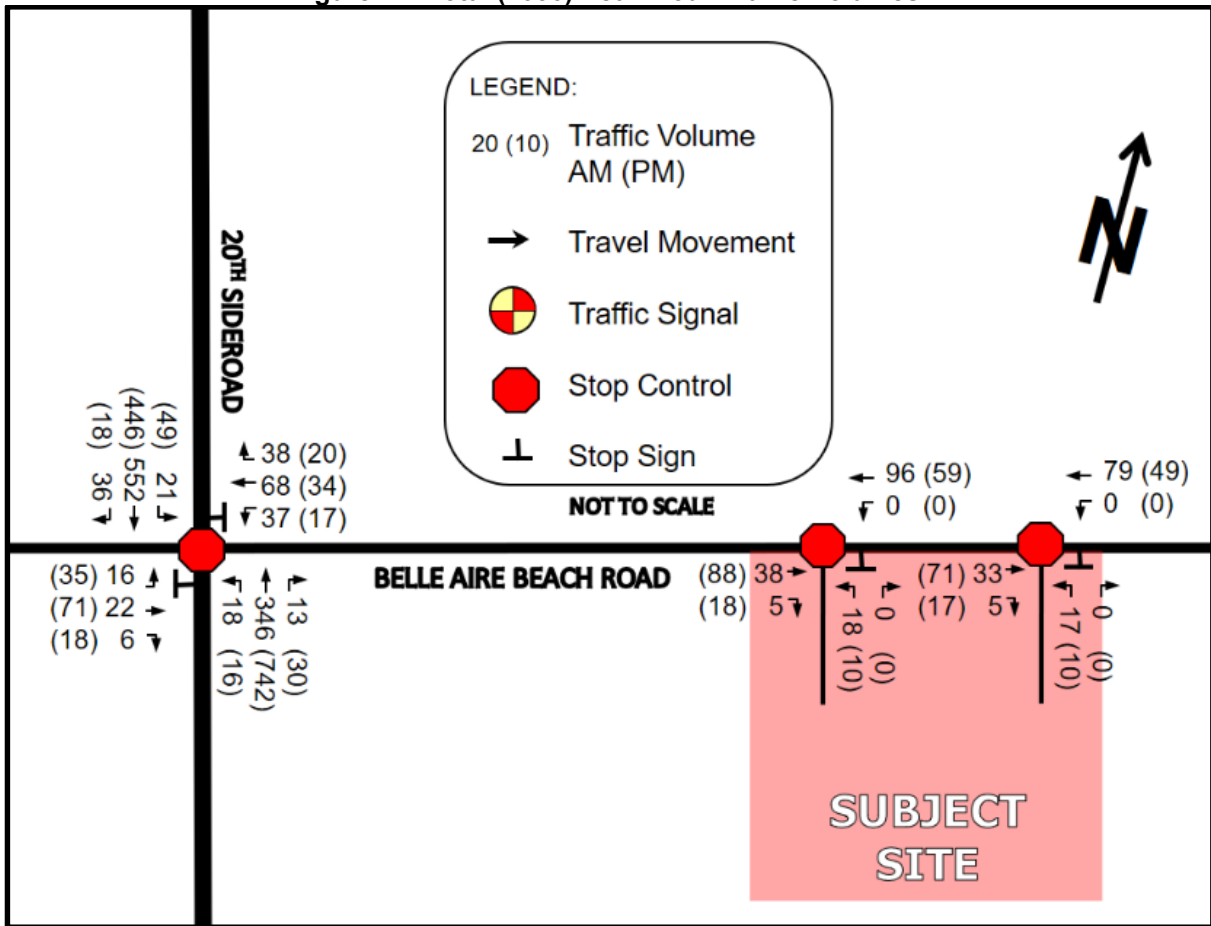 LEGEND:
20 (10) Traffic Volume
AM (PM)
Travel Movement
Traffic Signal
Stop Control
Stop Sign
N
20TH SIDEROAD
NOT TO SCALE
BELLE AIRE BEACH ROAD
(18) 36
(446) 552
(49) 21
38 (20)
68 (34)
37 (17)
(35) 16
(71) 22
(18) 6
18 (16)
346 (742)
13 (30)
96 (59)
0 (0)
(88) 38
(18) 5
18 (10)
0 (0)
79 (49)
0 (0)
(71) 33
(17) 5
17 (10)
0 (0)
SUBJECT
SITE